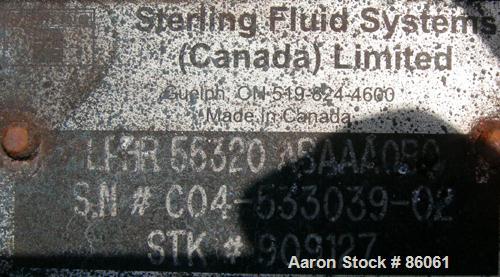 Sterling Fluid Systems
(Canada) Limited
Guelph, ON 519-824-4600
Made in Canada
56320
S.N # C04-533039-02
STK # 909127
Aaron Stock # 86061